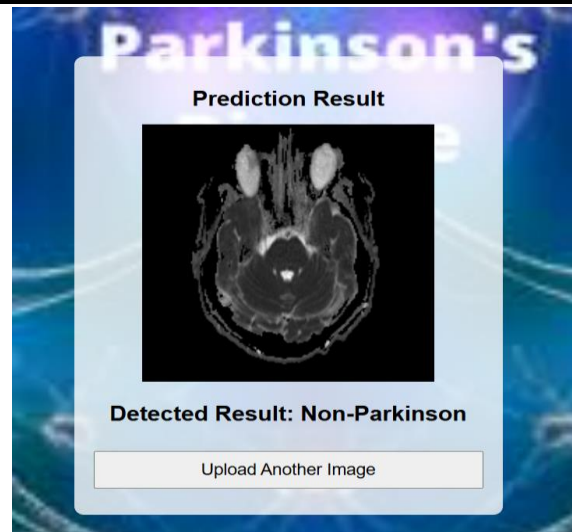 Parkinson's
Prediction Result
Detected Result: Non-Parkinson
Upload Another Image